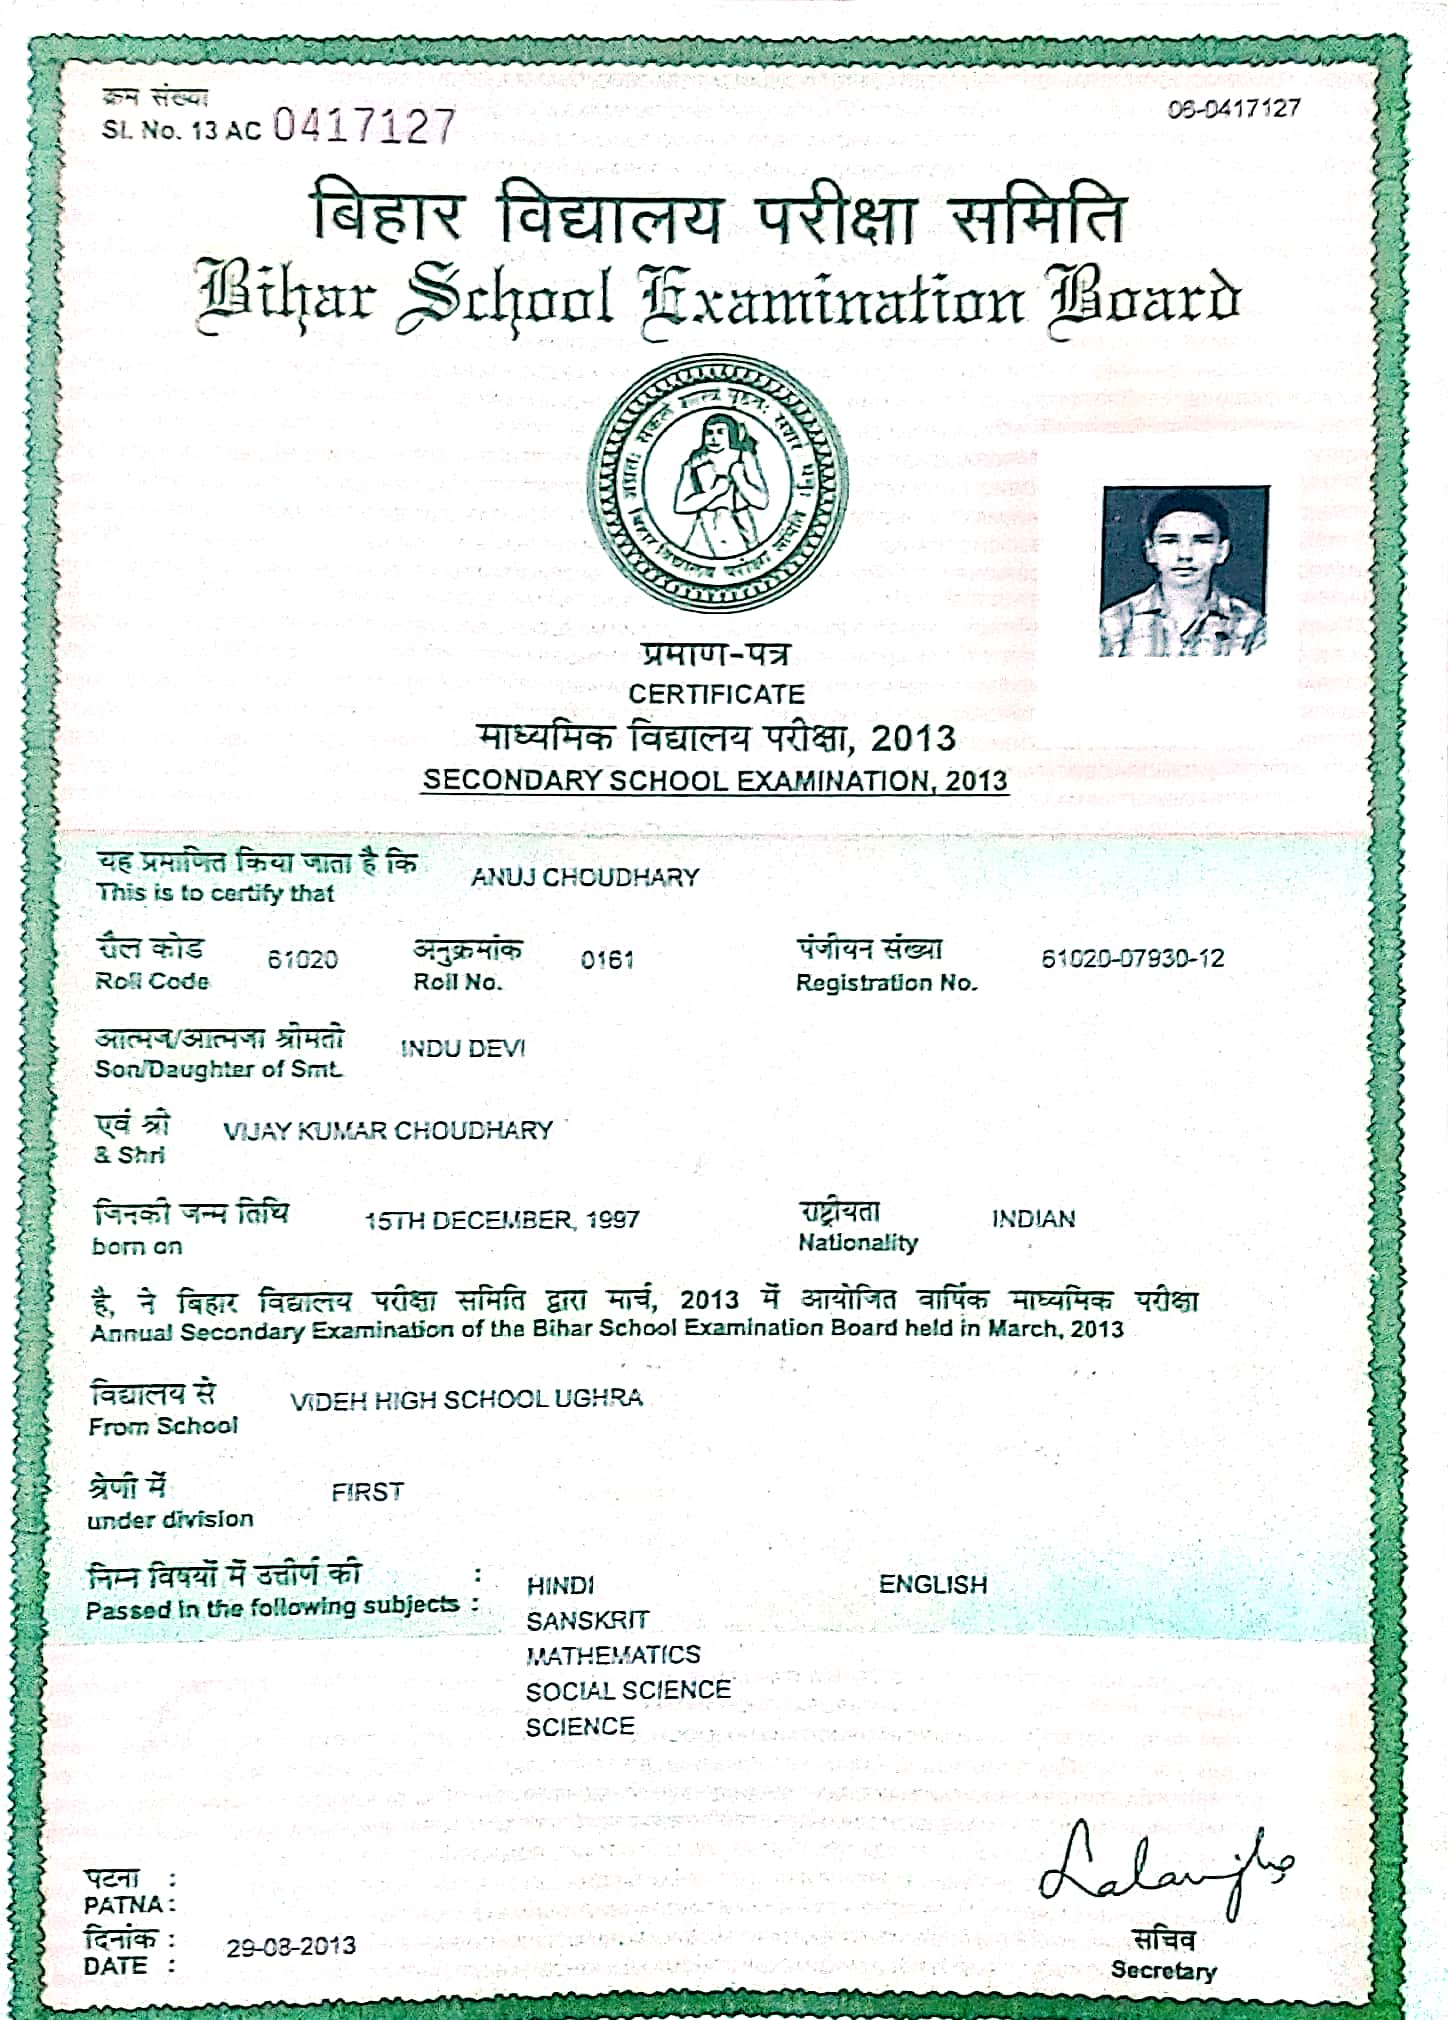 क्रम संख्या
Sl. No. 13 AC 0417127
06-0417127
बिहार विद्यालय परीक्षा समिति
Bihar School Examination Board
बिहार विद्यालय परीक्षा समिति
प्रमाण-पत्र
CERTIFICATE
माध्यमिक विद्यालय परीक्षा, 2013
SECONDARY SCHOOL EXAMINATION, 2013
यह प्रमाणित किया जाता है कि
This is to certify that
ANUJ CHOUDHARY
रौल कोड 61020 अनुक्रमांक 0161 पंजीयन संख्या 61020-07930-12
Roll Code Roll No. Registration No.
आत्मज/आत्मजा श्रीमती INDU DEVI
Son/Daughter of Smt.
एवं श्री VIJAY KUMAR CHOUDHARY
& Shri
जिनकी जन्म तिथि 15TH DECEMBER, 1997 राष्ट्रीयता INDIAN
born on Nationality
है, ने बिहार विद्यालय परीक्षा समिति द्वारा मार्च, 2013 में आयोजित वार्षिक माध्यमिक परीक्षा
Annual Secondary Examination of the Bihar School Examination Board held in March, 2013
विद्यालय से VIDEH HIGH SCHOOL UGHRA
From School
श्रेणी में FIRST
under division
निम्न विषयों में उत्तीर्ण की : HINDI ENGLISH
Passed in the following subjects :
SANSKRIT
MATHEMATICS
SOCIAL SCIENCE
SCIENCE
पटना :
PATNA :
दिनांक : 29-08-2013
DATE :
सचिव
Secretary